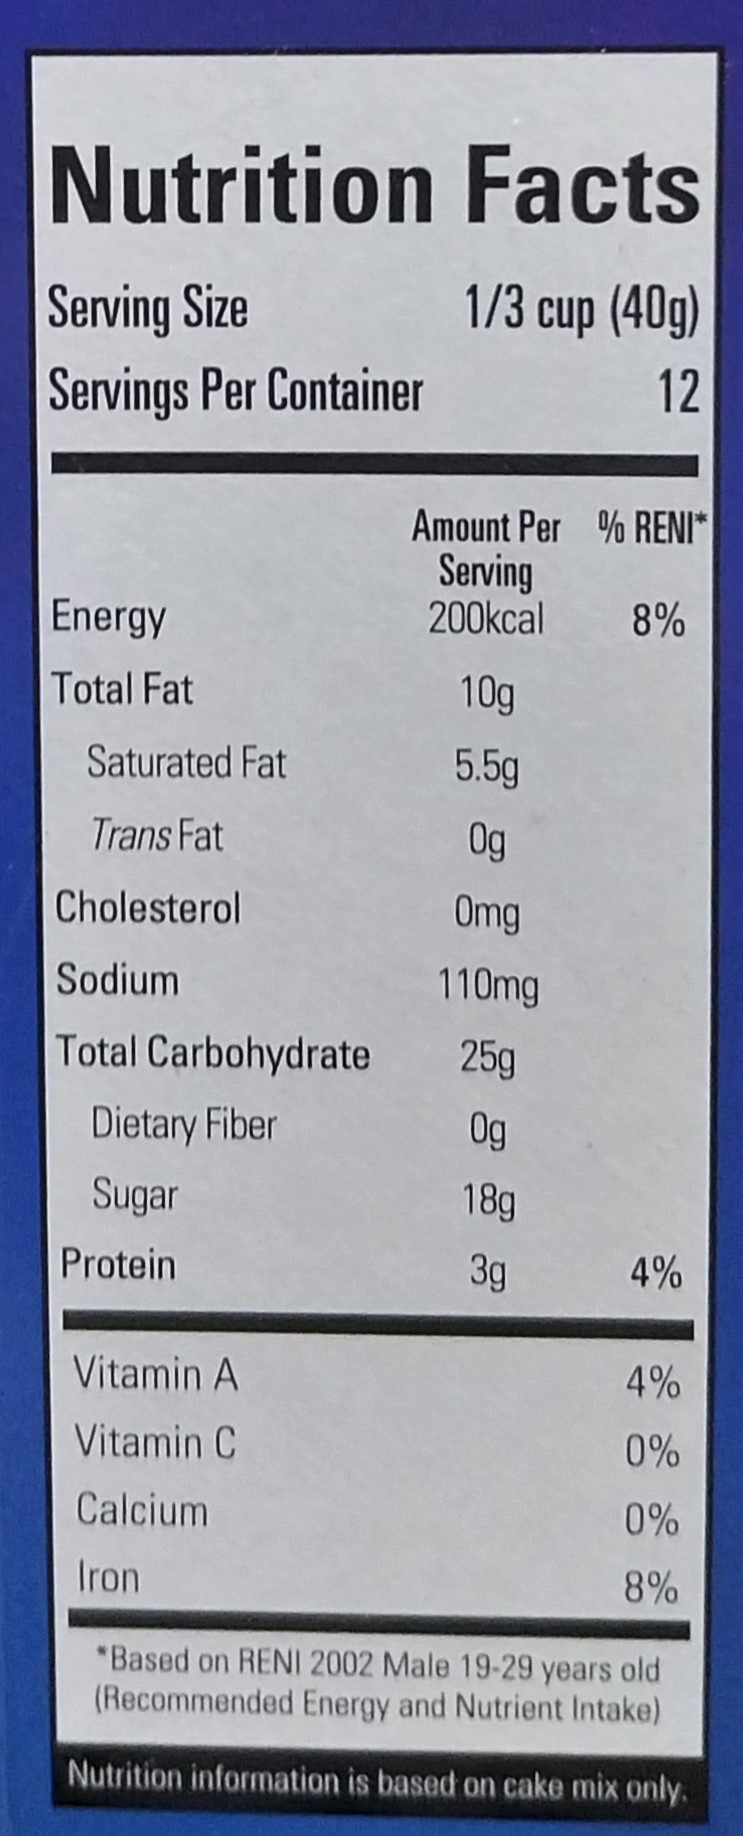 Nutrition Facts
Serving Size 1/3 cup (40g)
Servings Per Container 12
Amount Per % RENI*
Serving
Energy 200kcal 8%
Total Fat 10g
Saturated Fat 5.5g
Trans Fat 0g
Cholesterol 0mg
Sodium 110mg
Total Carbohydrate 25g
Dietary Fiber 0g
Sugar 18g
Protein 3g 4%
Vitamin A 4%
Vitamin C 0%
Calcium 0%
Iron 8%
*Based on RENI 2002 Male 19-29 years old
(Recommended Energy and Nutrient Intake)
Nutrition information is based on cake mix only.